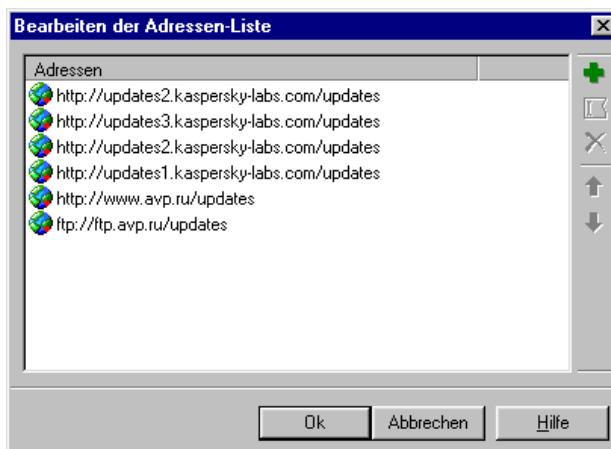 Bearbeiten der Adressen-Liste
Adressen
http://updates2.kaspersky-labs.com/updates
http://updates3.kaspersky-labs.com/updates
http://updates2.kaspersky-labs.com/updates
http://updates1.kaspersky-labs.com/updates
http://www.avp.ru/updates
ftp://ftp.avp.ru/updates
Ok Abbrechen Hilfe